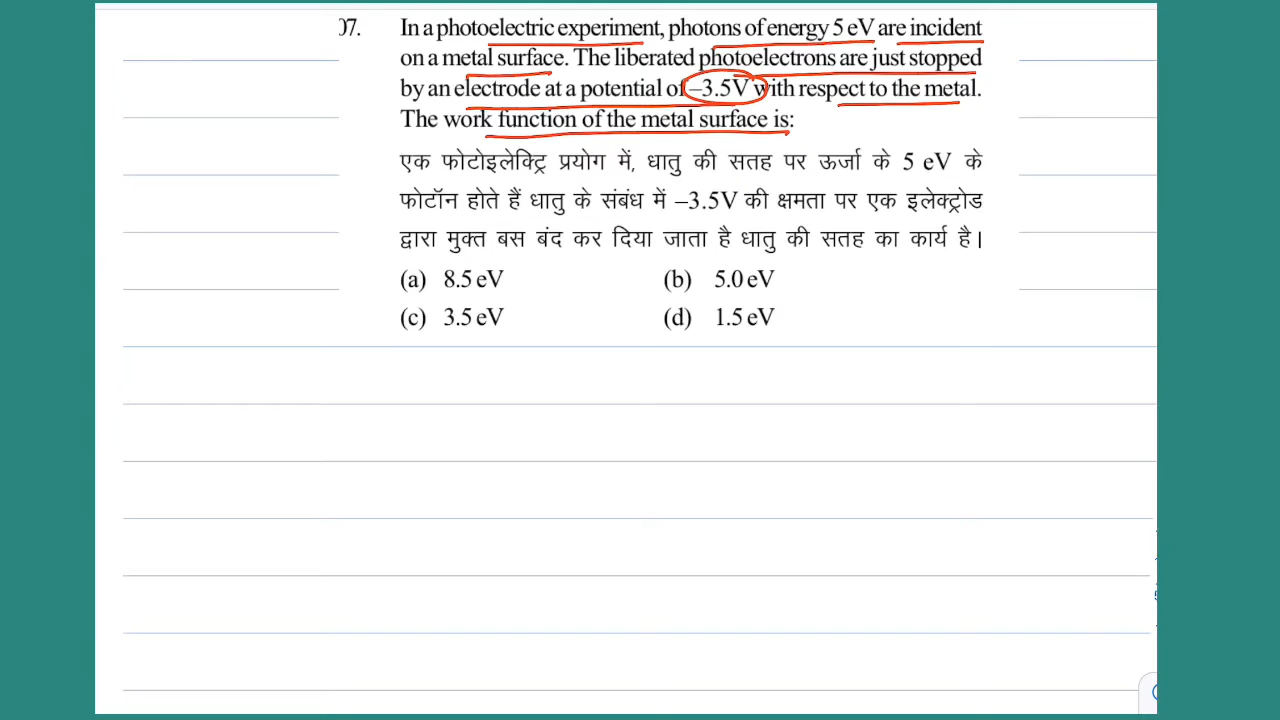 07. In a photoelectric experiment, photons of energy 5 eV are incident
on a metal surface. The liberated photoelectrons are just stopped
by an electrode at a potential of –3.5V with respect to the metal.
The work function of the metal surface is:
एक फोटोइलेक्ट्रि प्रयोग में, धातु की सतह पर ऊर्जा के 5 eV के
फोटॉन होते हैं धातु के संबंध में –3.5V की क्षमता पर एक इलेक्ट्रोड
द्वारा मुक्त बस बंद कर दिया जाता है धातु की सतह का कार्य है।
(a) 8.5 eV (b) 5.0 eV
(c) 3.5 eV (d) 1.5 eV